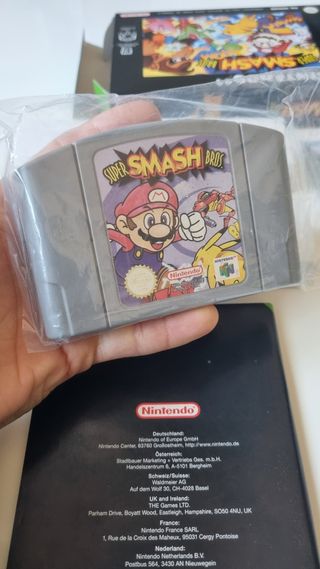 SMASH
SUPER SMASH BROS
Nintendo
NINTENDO 64
Nintendo
Deutschland:
Nintendo of Europe GmbH
Nintendo Center, 63760 Großostheim, http://www.nintendo.de
Österreich:
Stadlbauer Marketing + Vertriebs Ges. mbH
Handelszentrum 6, A-5101 Bergheim
Schweiz/Suisse:
Waldmeier AG
Auf dem Wolf 30, CH-4028 Basel
UK and Ireland:
THE Games LTD.
Parham Drive, Boyatt Wood, Eastleigh, Hampshire, SO50 4NU, UK
France:
Nintendo France SARL
1, Rue de la Croix des Maheux, 95031 Cergy Pontoise
Nederland:
Nintendo Netherlands B.V.
Postbus 564, 3430 AN Nieuwegein